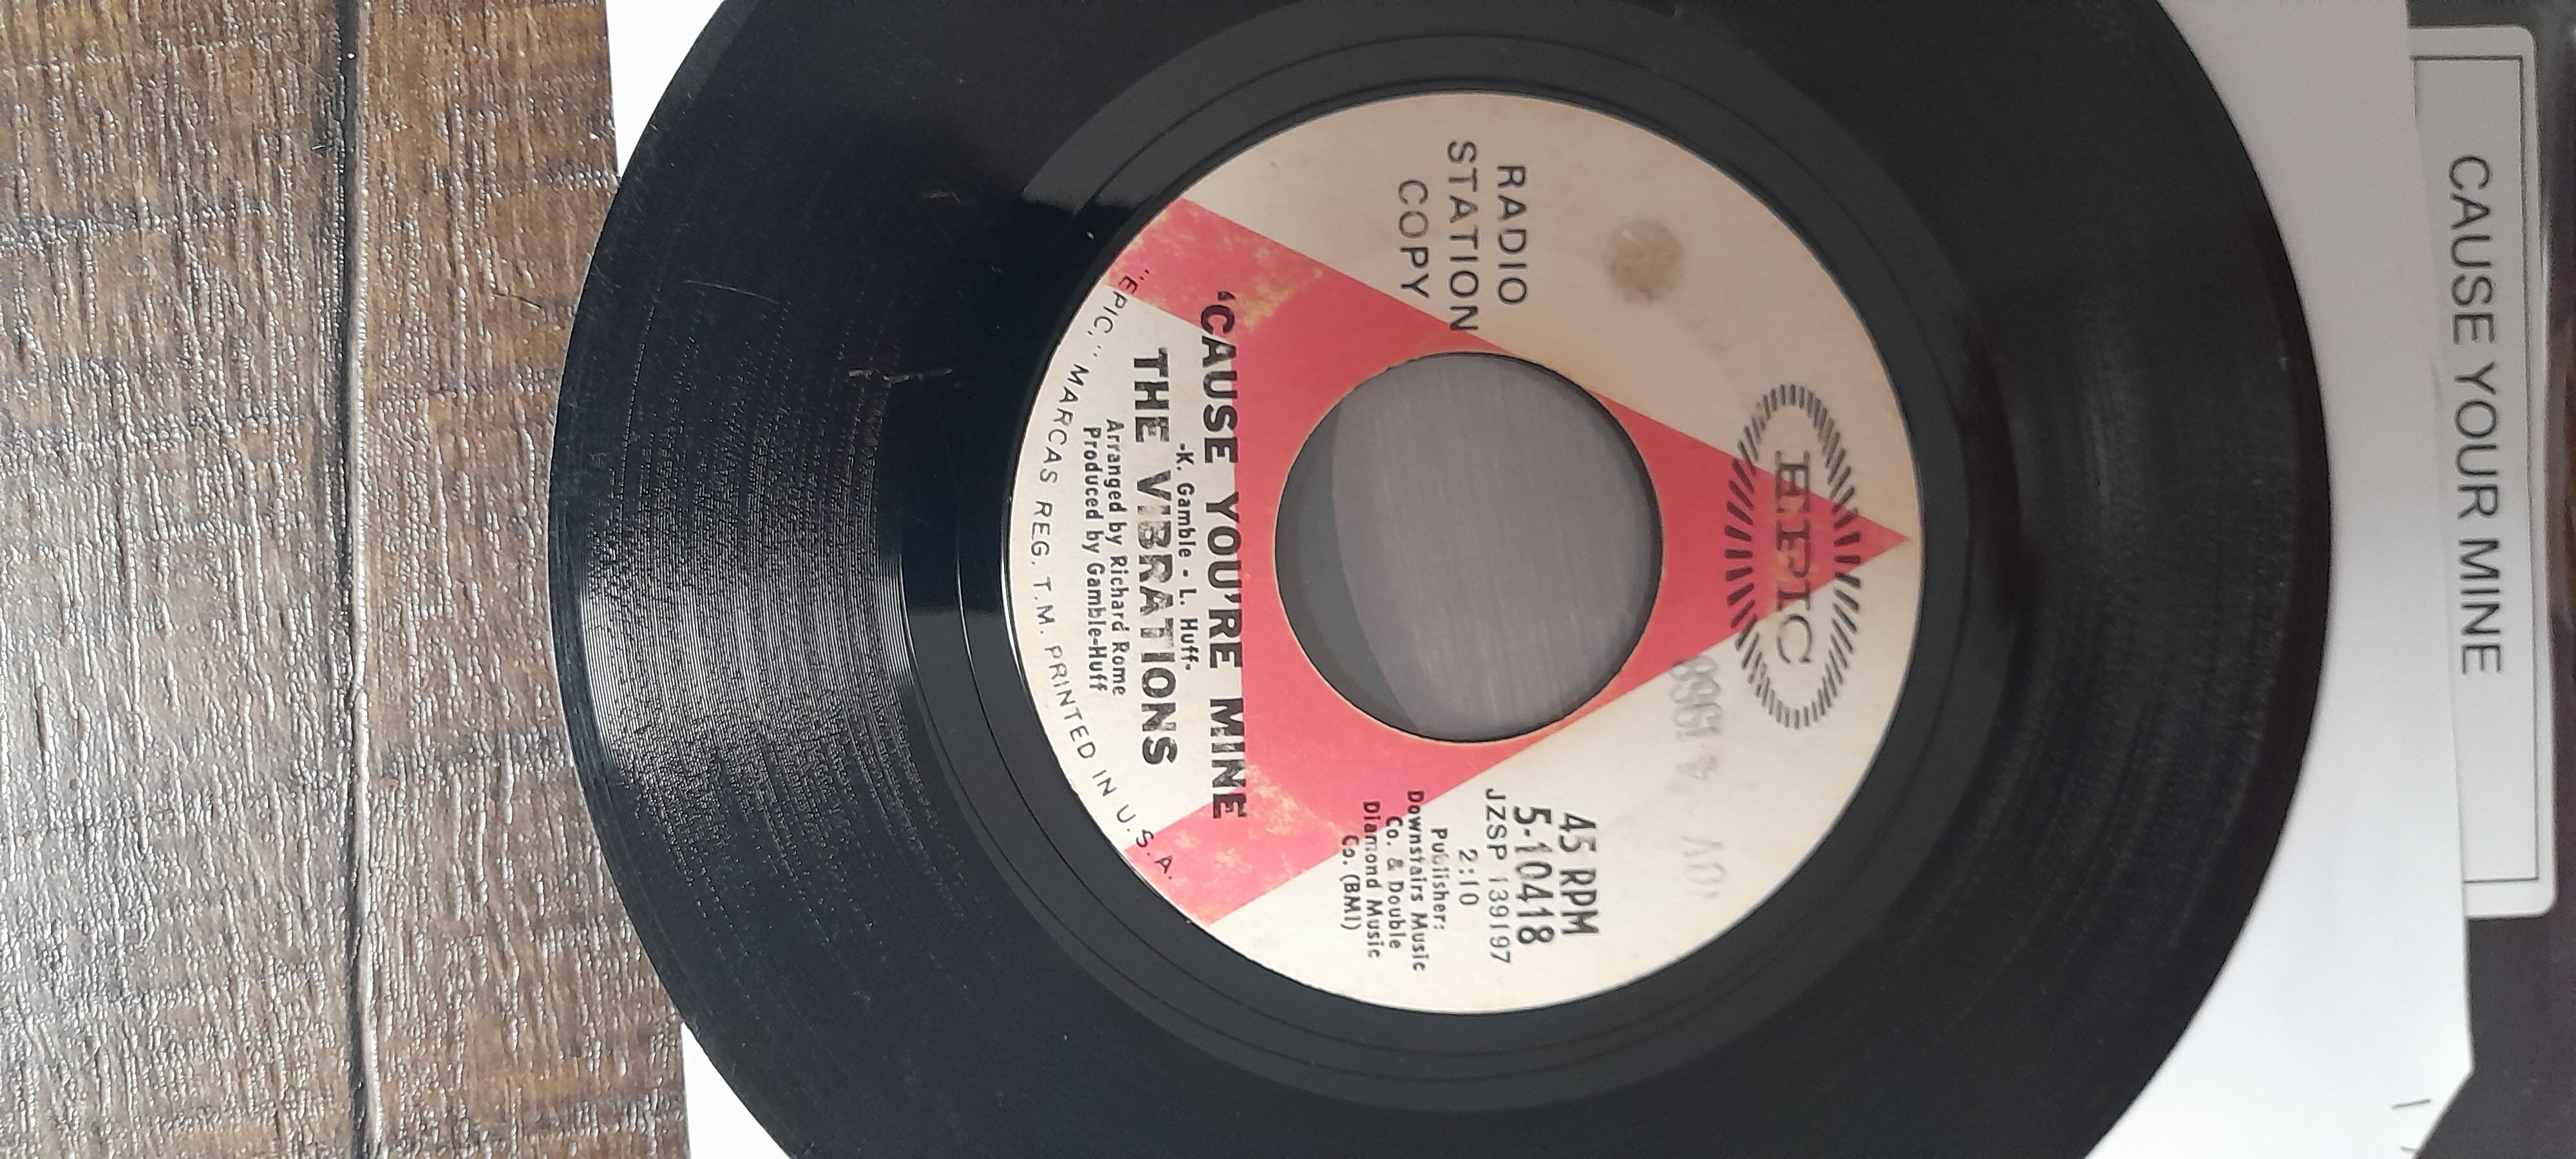 CAUSE YOUR MINE
EPIC
RADIO
STATION
COPY
45 RPM
5-10418
JZSP 139197
2:10
Publisher:
Downstairs Music
Co. & Double
Diamond Music
Co. (BMI)
'CAUSE YOU'RE MINE
-K. Gamble - L. Huff-
THE VIBRATIONS
Arranged by Richard Rome
Produced by Gamble-Huff
"EPIC," MARCAS REG. T.M. PRINTED IN U.S.A.